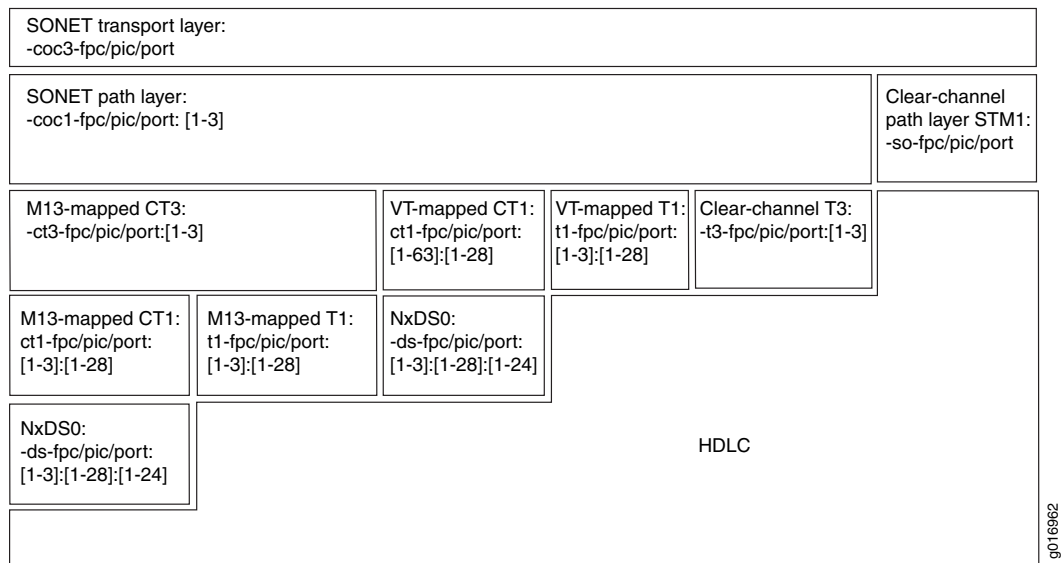 SONET transport layer:
-coc3-fpc/pic/port
SONET path layer:
-coc1-fpc/pic/port: [1-3]
Clear-channel
path layer STM1:
-so-fpc/pic/port
M13-mapped CT3:
-ct3-fpc/pic/port:[1-3]
VT-mapped CT1:
ct1-fpc/pic/port:
[1-63]:[1-28]
VT-mapped T1:
t1-fpc/pic/port:
[1-3]:[1-28]
Clear-channel T3:
-t3-fpc/pic/port:[1-3]
M13-mapped CT1:
ct1-fpc/pic/port:
[1-3]:[1-28]
M13-mapped T1:
t1-fpc/pic/port:
[1-3]:[1-28]
NxDS0:
-ds-fpc/pic/port:
[1-3]:[1-28]:[1-24]
NxDS0:
-ds-fpc/pic/port:
[1-3]:[1-28]:[1-24]
HDLC
g016962